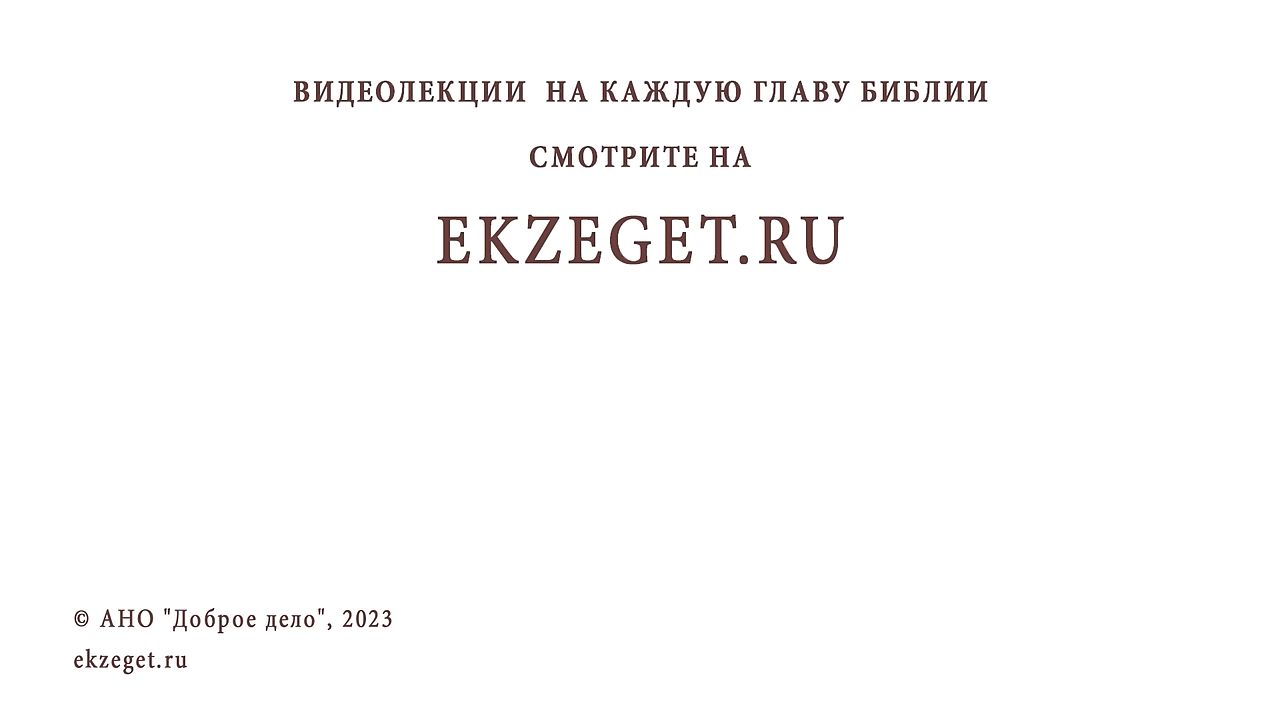 ВИДЕОЛЕКЦИИ НА КАЖДУЮ ГЛАВУ БИБЛИИ
СМОТРИТЕ НА
EKZEGET.RU
© АНО "Доброе дело", 2023
ekzeget.ru